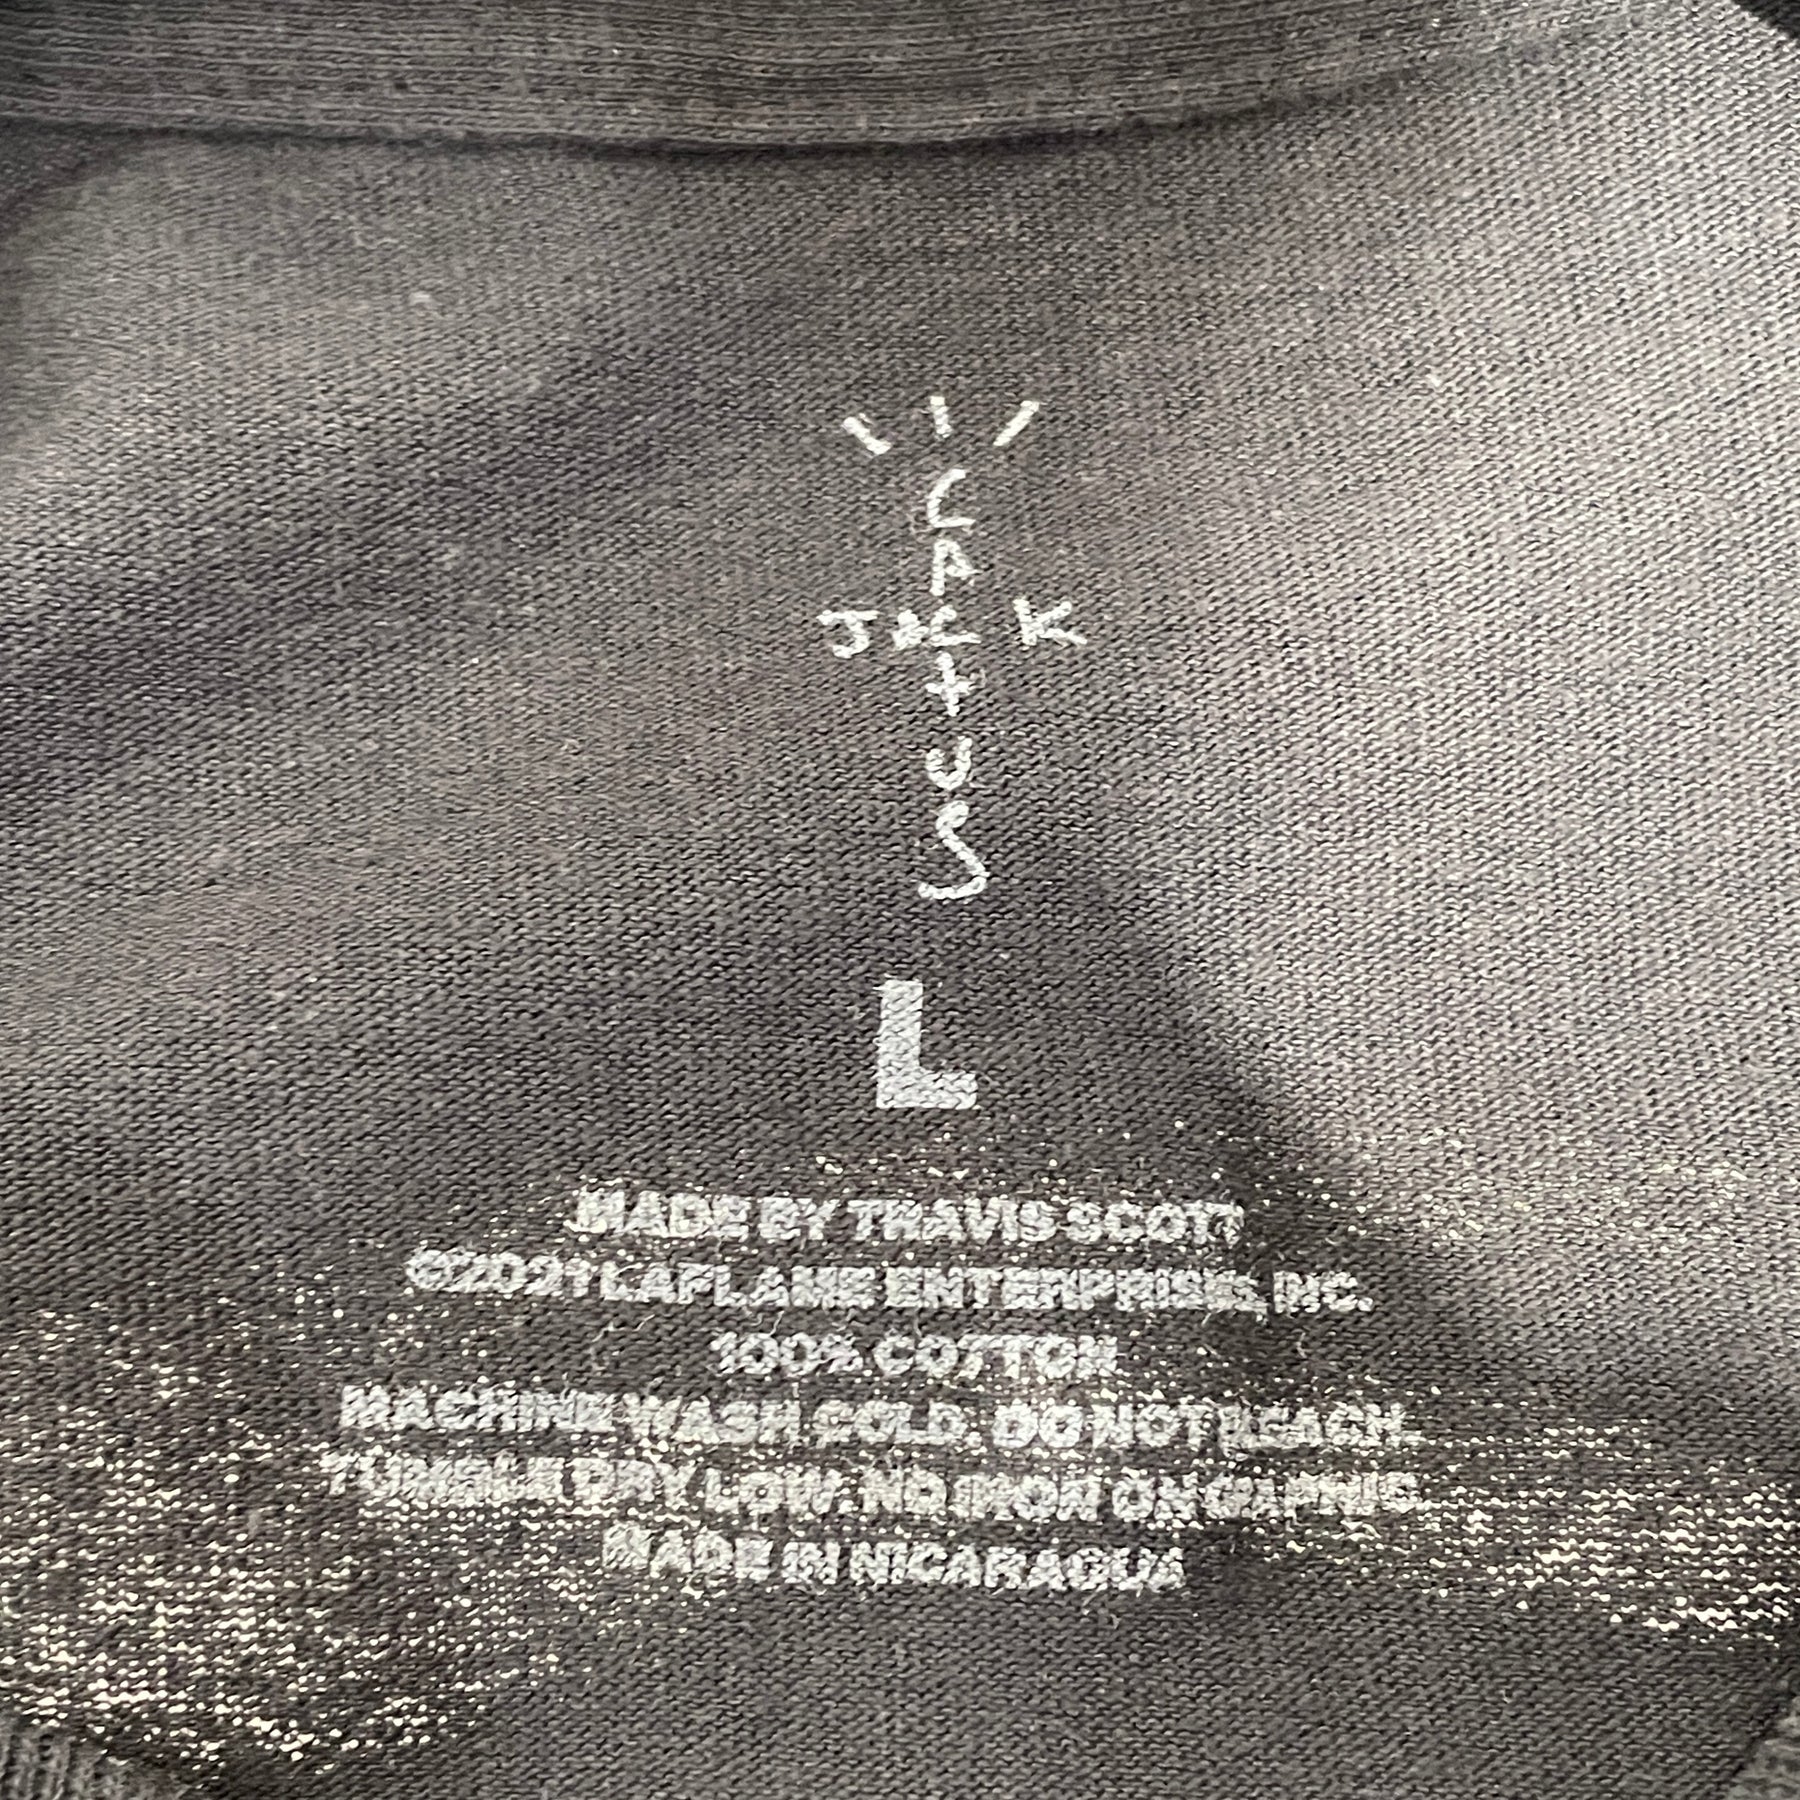 CACTUS
JACK
L
MADE BY TRAVIS SCOTT
©2021 LAFLAME ENTERPRISES, INC.
100% COTTON
MACHINE WASH COLD. DO NOT BLEACH.
TUMBLE DRY LOW. NO IRON ON GRAPHIC.
MADE IN NICARAGUA